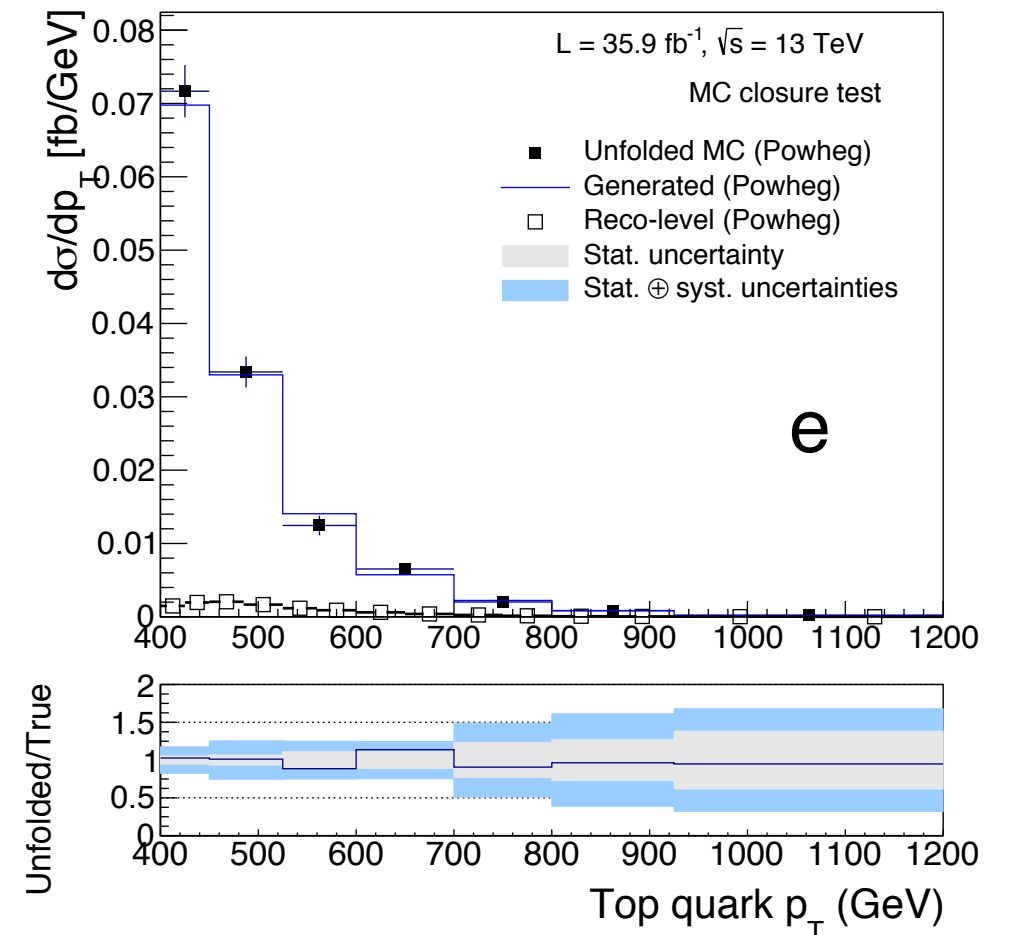 dσ/dp_T [fb/GeV]
0.08
0.07
0.06
0.05
0.04
0.03
0.02
0.01
0
L = 35.9 fb⁻¹, √s = 13 TeV
MC closure test
Unfolded MC (Powheg)
Generated (Powheg)
Reco-level (Powheg)
Stat. uncertainty
Stat. ⊕ syst. uncertainties
e
400 500 600 700 800 900 1000 1100 1200
Unfolded/True
2
1.5
1
0.5
0
400 500 600 700 800 900 1000 1100 1200
Top quark p_T (GeV)